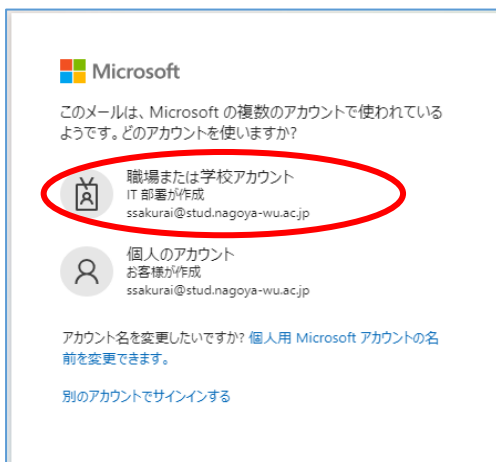 Microsoft
このメールは、Microsoft の複数のアカウントで使われている
ようです。どのアカウントを使いますか?
職場または学校アカウント
IT 部署が作成
ssakurai@stud.nagoya-wu.ac.jp
個人のアカウント
お客様が作成
ssakurai@stud.nagoya-wu.ac.jp
アカウント名を変更したいですか? 個人用 Microsoft アカウントの名
前を変更できます。
別のアカウントでサインインする